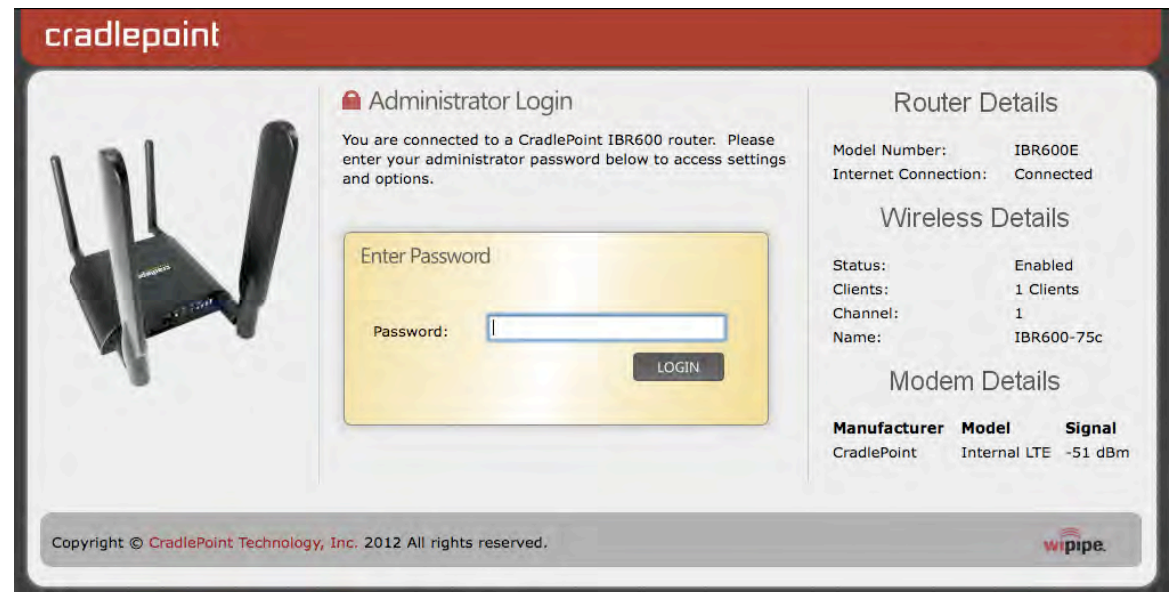 cradlepoint
Administrator Login
You are connected to a CradlePoint IBR600 router. Please
enter your administrator password below to access settings
and options.
Enter Password
Password:
LOGIN
Router Details
Model Number: IBR600E
Internet Connection: Connected
Wireless Details
Status: Enabled
Clients: 1 Clients
Channel: 1
Name: IBR600-75c
Modem Details
Manufacturer Model Signal
CradlePoint Internal LTE -51 dBm
Copyright © CradlePoint Technology, Inc. 2012 All rights reserved.
wipipe